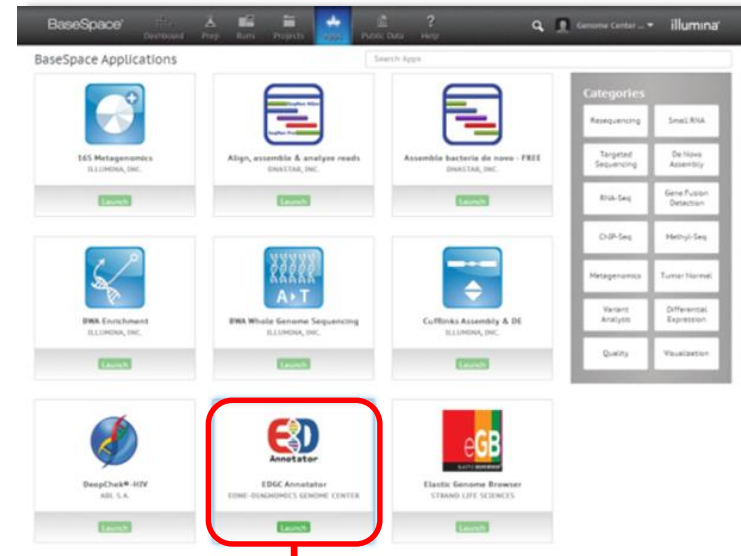 BaseSpace
Dashboard
Prep
Runs
Projects
Apps
Public Data
Help
Genome Center ...
illumina
BaseSpace Applications
Search Apps
16S Metagenomics
ILLUMINA, INC.
Launch
Align, assemble & analyze reads
DNASTAR, INC.
Launch
Assemble bacteria de novo - FREE
DNASTAR, INC.
Launch
BWA Enrichment
ILLUMINA, INC.
Launch
A T
BWA Whole Genome Sequencing
ILLUMINA, INC.
Launch
Cufflinks Assembly & DE
ILLUMINA, INC.
Launch
DeepChek®-HIV
ABL S.A.
Launch
ED
Annotator
EDGC Annotator
EONE-DIAGNOMICS GENOME CENTER
Launch
eGB
Elastic Genome Browser
STRAND LIFE SCIENCES
Launch
Categories
Resequencing
Small RNA
Targeted
Sequencing
De Novo
Assembly
RNA-Seq
Gene Fusion
Detection
ChIP-Seq
Methyl-Seq
Metagenomics
Tumor Normal
Variant
Analysis
Differential
Expression
Quality
Visualization